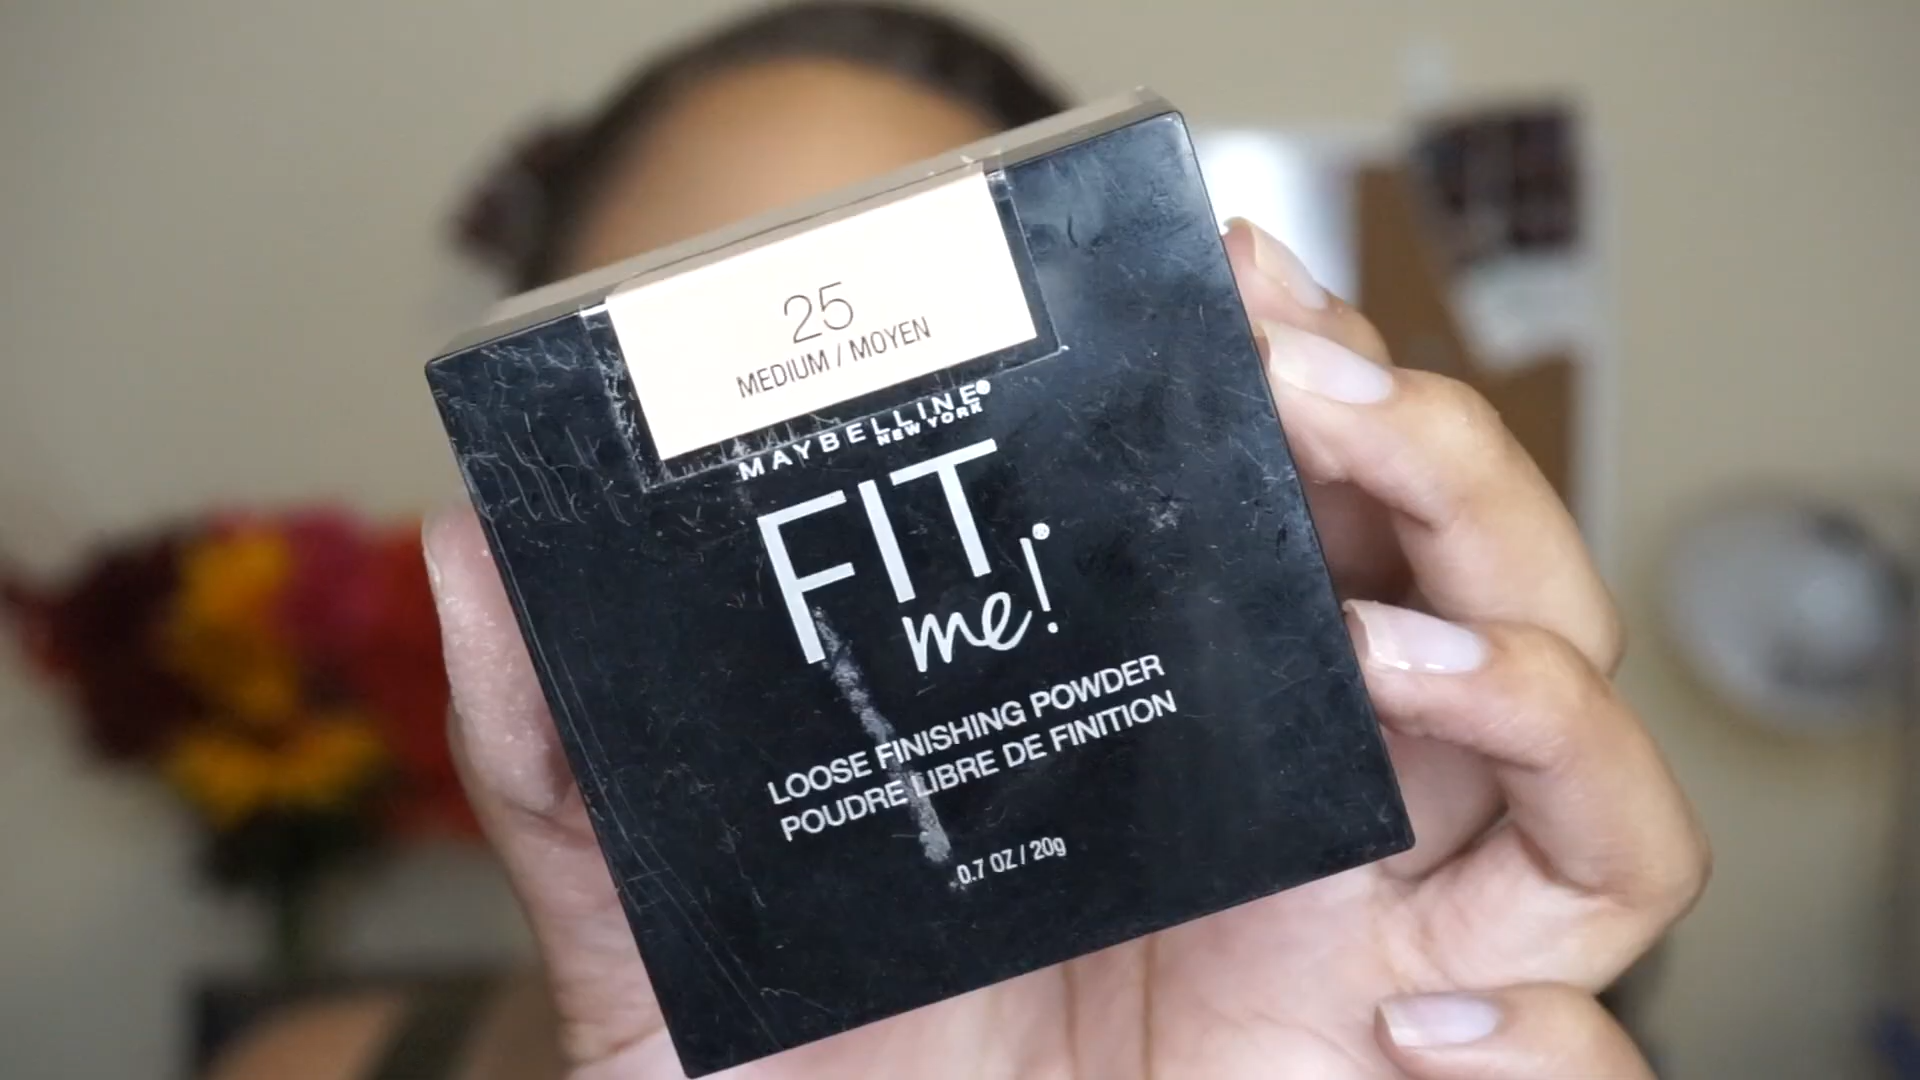 25
MEDIUM / MOYEN
MAYBELLINE®
NEW YORK
FIT
me!®
LOOSE FINISHING POWDER
POUDRE LIBRE DE FINITION
0.7 OZ / 20g